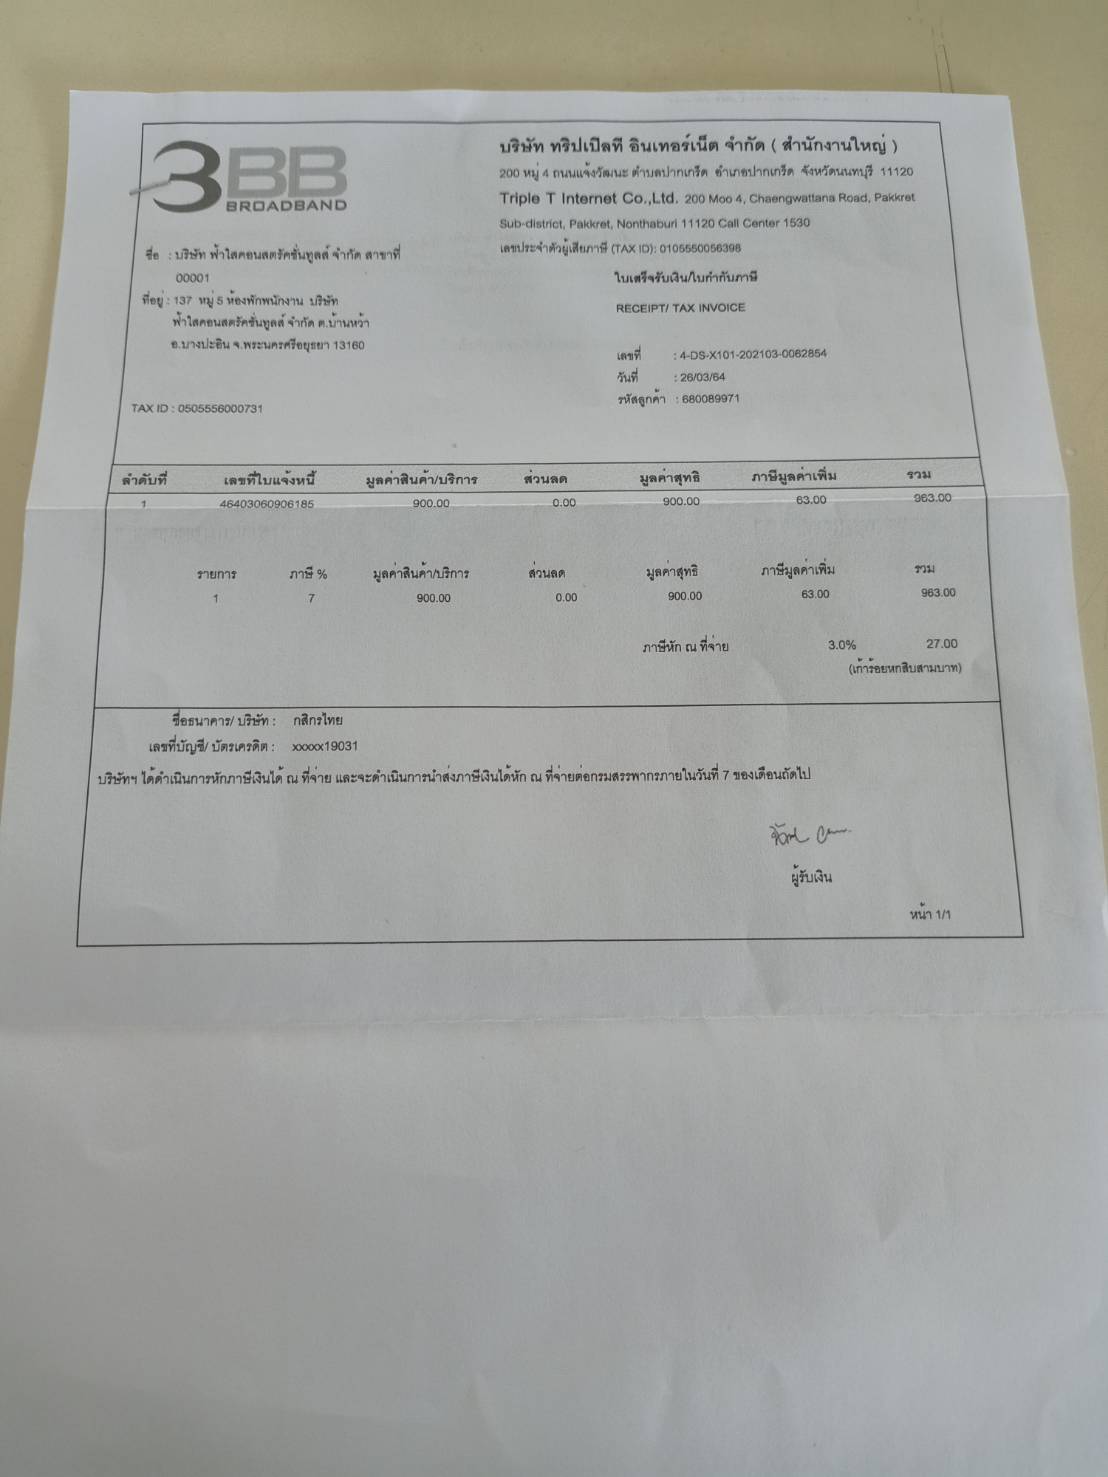 3BB
BROADBAND
บริษัท ทริปเปิลที อินเทอร์เน็ต จำกัด ( สำนักงานใหญ่ )
200 หมู่ 4 ถนนแจ้งวัฒนะ ตำบลปากเกร็ด อำเภอปากเกร็ด จังหวัดนนทบุรี 11120
Triple T Internet Co.,Ltd. 200 Moo 4, Chaengwattana Road, Pakkret
Sub-district, Pakkret, Nonthaburi 11120 Call Center 1530
เลขประจำตัวผู้เสียภาษี (TAX ID): 0105550056398
ชื่อ : บริษัท ฟ้าใสคอนสตรัคชั่นทูลส์ จำกัด สาขาที่
00001
ที่อยู่ : 137 หมู่ 5 ห้องพักพนักงาน บริษัท
ฟ้าใสคอนสตรัคชั่นทูลส์ จำกัด ต.บ้านหว้า
อ.บางปะอิน จ.พระนครศรีอยุธยา 13160
TAX ID : 0505556000731
ใบเสร็จรับเงิน/ใบกำกับภาษี
RECEIPT/ TAX INVOICE
เลขที่ : 4-DS-X101-202103-0062854
วันที่ : 26/03/64
รหัสลูกค้า : 680089971
ลำดับที่ เลขที่ใบแจ้งหนี้ มูลค่าสินค้า/บริการ ส่วนลด มูลค่าสุทธิ ภาษีมูลค่าเพิ่ม รวม
1 46403060906185 900.00 0.00 900.00 63.00 963.00
รายการ ภาษี % มูลค่าสินค้า/บริการ ส่วนลด มูลค่าสุทธิ ภาษีมูลค่าเพิ่ม รวม
1 7 900.00 0.00 900.00 63.00 963.00
ภาษีหัก ณ ที่จ่าย 3.0% 27.00
(เก้าร้อยหกสิบสามบาท)
ชื่อธนาคาร/ บริษัท : กสิกรไทย
เลขที่บัญชี/ บัตรเครดิต : xxxxx19031
บริษัทฯ ได้ดำเนินการหักภาษีเงินได้ ณ ที่จ่าย และจะดำเนินการนำส่งภาษีเงินได้หัก ณ ที่จ่ายต่อกรมสรรพากรภายในวันที่ 7 ของเดือนถัดไป
ผู้รับเงิน
หน้า 1/1